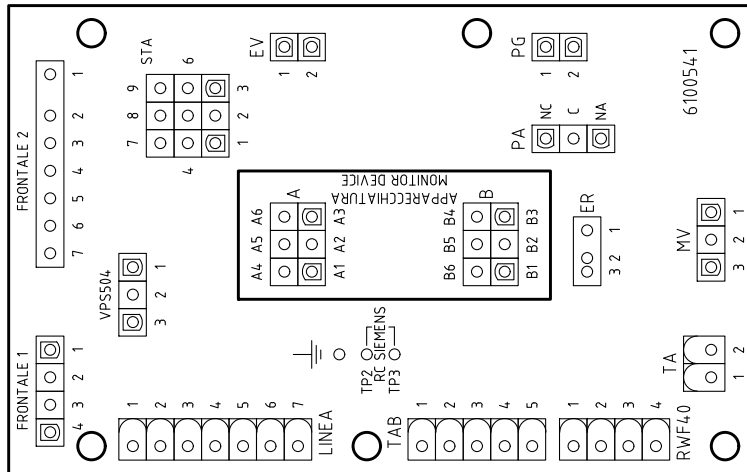 FRONTALE 2
1
2
3
4
5
6
7
STA
9 6
8
7 4
3
2
1
EV
1
2
PG
1
2
PA
NC
C
NA
6100541
VPS504
1
2
3
APPARECCHIATURA
MONITOR DEVICE
A
A6 A3
A5 A2
A4 A1
B
B4 B3
B5 B2
B6 B1
ER
1
2
3
MV
1
2
3
FRONTALE 1
1
2
3
4
TP2
RC SIEMENS
TP3
TA
2
1
LINEA
1
2
3
4
5
6
7
TAB
1
2
3
4
5
RWF40
1
2
3
4